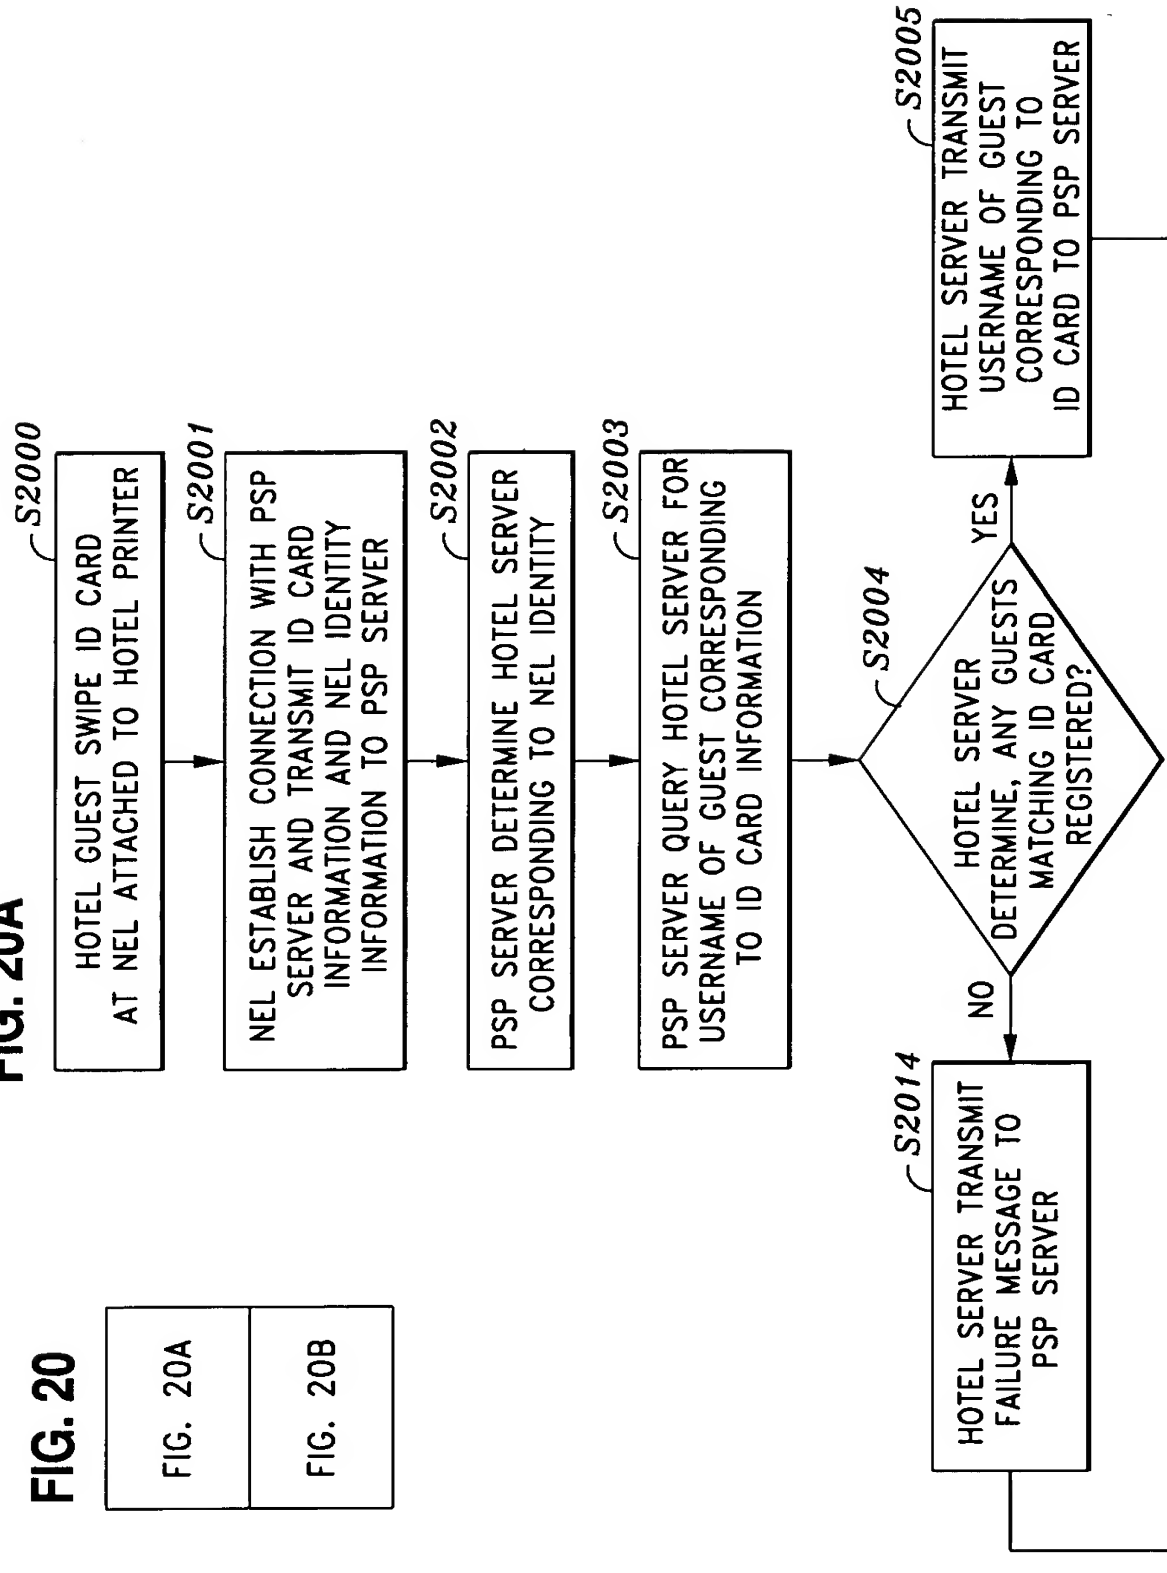 FIG. 20
FIG. 20A
FIG. 20B
FIG. 20A
S2000
HOTEL GUEST SWIPE ID CARD
AT NEL ATTACHED TO HOTEL PRINTER
S2001
NEL ESTABLISH CONNECTION WITH PSP
SERVER AND TRANSMIT ID CARD
INFORMATION AND NEL IDENTITY
INFORMATION TO PSP SERVER
S2002
PSP SERVER DETERMINE HOTEL SERVER
CORRESPONDING TO NEL IDENTITY
S2003
PSP SERVER QUERY HOTEL SERVER FOR
USERNAME OF GUEST CORRESPONDING
TO ID CARD INFORMATION
S2004
HOTEL SERVER
DETERMINE, ANY GUESTS
MATCHING ID CARD
REGISTERED?
NO
YES
S2014
HOTEL SERVER TRANSMIT
FAILURE MESSAGE TO
PSP SERVER
S2005
HOTEL SERVER TRANSMIT
USERNAME OF GUEST
CORRESPONDING TO
ID CARD TO PSP SERVER